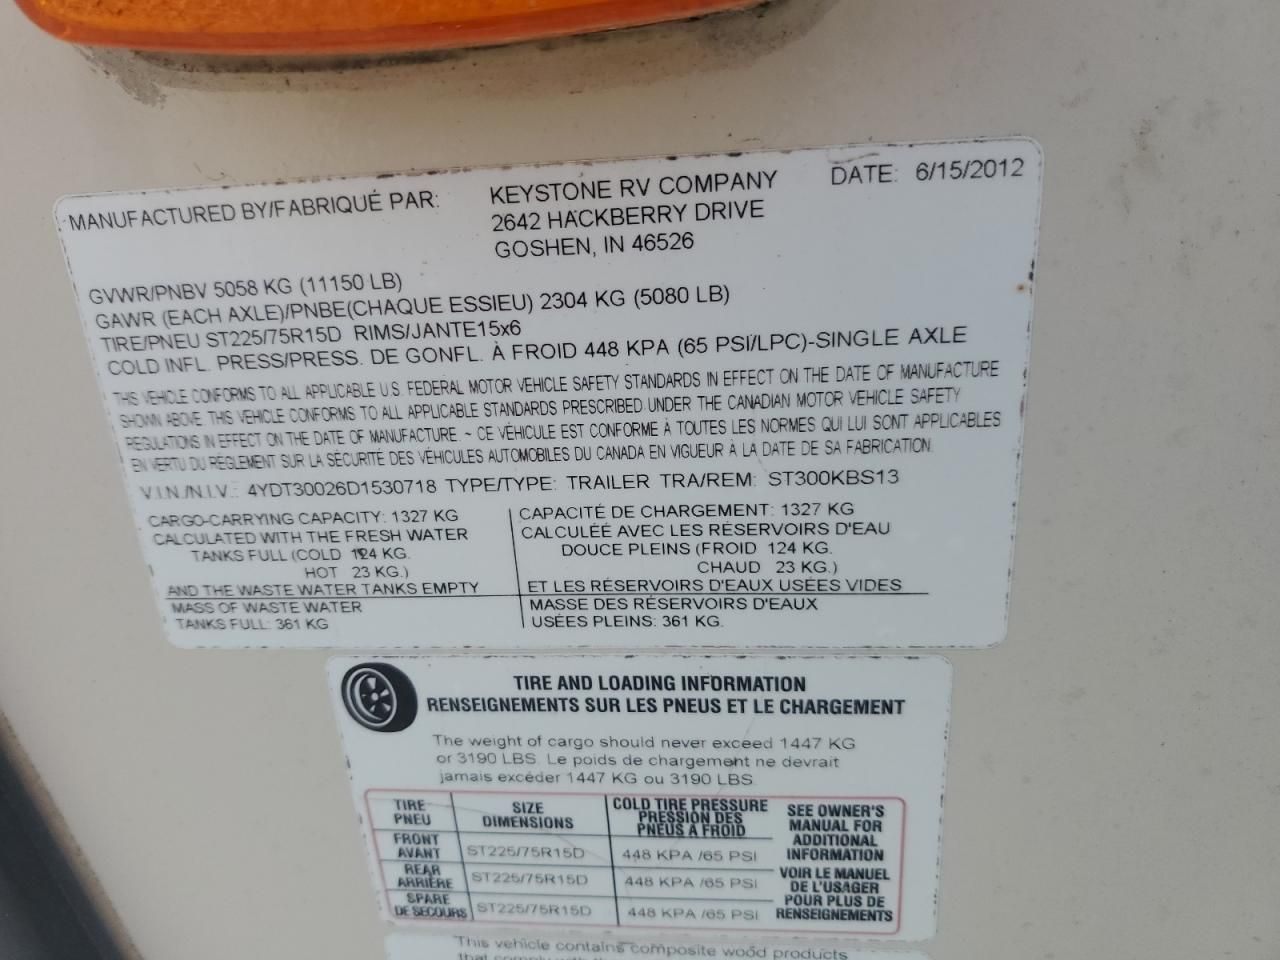 MANUFACTURED BY/FABRIQUÉ PAR: KEYSTONE RV COMPANY DATE: 6/15/2012
2642 HACKBERRY DRIVE
GOSHEN, IN 46526
GVWR/PNBV 5058 KG (11150 LB)
GAWR (EACH AXLE)/PNBE(CHAQUE ESSIEU) 2304 KG (5080 LB)
TIRE/PNEU ST225/75R15D RIMS/JANTE15x6
COLD INFL. PRESS/PRESS. DE GONFL. À FROID 448 KPA (65 PSI/LPC)-SINGLE AXLE
THIS VEHICLE CONFORMS TO ALL APPLICABLE U.S. FEDERAL MOTOR VEHICLE SAFETY STANDARDS IN EFFECT ON THE DATE OF MANUFACTURE
SHOWN ABOVE. THIS VEHICLE CONFORMS TO ALL APPLICABLE STANDARDS PRESCRIBED UNDER THE CANADIAN MOTOR VEHICLE SAFETY
REGULATIONS IN EFFECT ON THE DATE OF MANUFACTURE. ~ CE VÉHICULE EST CONFORME À TOUTES LES NORMES QUI LUI SONT APPLICABLES
EN VERTU DU RÈGLEMENT SUR LA SÉCURITÉ DES VÉHICULES AUTOMOBILES DU CANADA EN VIGUEUR À LA DATE DE SA FABRICATION.
V.I.N./N.I.V.: 4YDT30026D1530718 TYPE/TYPE: TRAILER TRA/REM: ST300KBS13
CARGO-CARRYING CAPACITY: 1327 KG
CALCULATED WITH THE FRESH WATER
TANKS FULL (COLD 124 KG.
HOT 23 KG.)
AND THE WASTE WATER TANKS EMPTY
MASS OF WASTE WATER
TANKS FULL: 361 KG
CAPACITÉ DE CHARGEMENT: 1327 KG
CALCULÉE AVEC LES RÉSERVOIRS D'EAU
DOUCE PLEINS (FROID 124 KG.
CHAUD 23 KG.)
ET LES RÉSERVOIRS D'EAUX USÉES VIDES
MASSE DES RÉSERVOIRS D'EAUX
USÉES PLEINS: 361 KG.
TIRE AND LOADING INFORMATION
RENSEIGNEMENTS SUR LES PNEUS ET LE CHARGEMENT
The weight of cargo should never exceed 1447 KG
or 3190 LBS. Le poids de chargement ne devrait
jamais excéder 1447 KG ou 3190 LBS.
TIRE
PNEU
SIZE
DIMENSIONS
COLD TIRE PRESSURE
PRESSION DES
PNEUS A FROID
FRONT
AVANT
ST225/75R15D
448 KPA /65 PSI
REAR
ARRIÈRE
ST225/75R15D
448 KPA /65 PSI
SPARE
DE SECOURS
ST225/75R15D
448 KPA /65 PSI
SEE OWNER'S
MANUAL FOR
ADDITIONAL
INFORMATION
VOIR LE MANUEL
DE L'USAGER
POUR PLUS DE
RENSEIGNEMENTS
This vehicle contains composite wood products